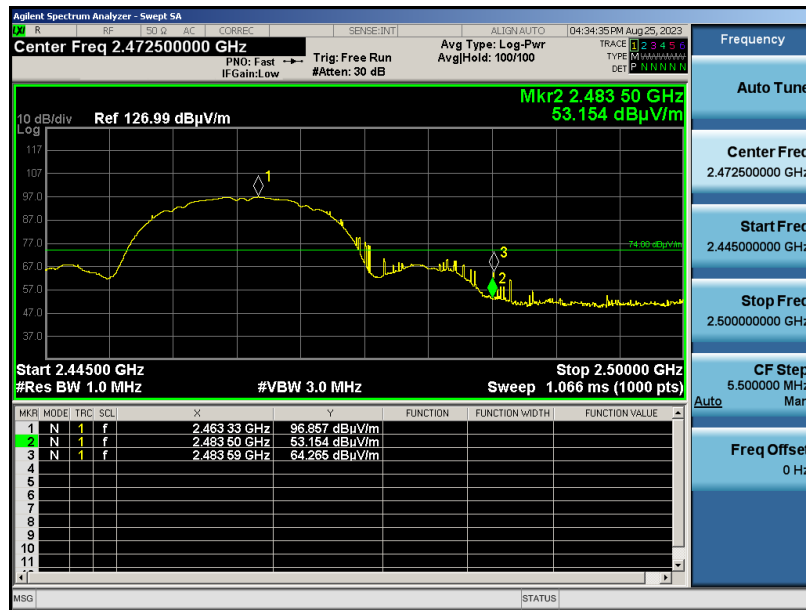 Agilent Spectrum Analyzer - Swept SA
LXI R RF 50 Ω AC CORREC SENSE:INT ALIGN AUTO 04:34:35 PM Aug 25, 2023
Center Freq 2.472500000 GHz
PNO: Fast
IFGain:Low
Trig: Free Run
#Atten: 30 dB
Avg Type: Log-Pwr
Avg|Hold: 100/100
TRACE 1 2 3 4 5 6
TYPE M WWWWW
DET P N N N N N
Mkr2 2.483 50 GHz
53.154 dBµV/m
10 dB/div Ref 126.99 dBµV/m
Log
117
107
97.0
87.0
77.0
67.0
57.0
47.0
37.0
1
74.00 dBµV/m
3
2
Start 2.44500 GHz Stop 2.50000 GHz
#Res BW 1.0 MHz #VBW 3.0 MHz Sweep 1.066 ms (1000 pts)
MKR MODE TRC SCL X Y FUNCTION FUNCTION WIDTH FUNCTION VALUE
1 N 1 f 2.463 33 GHz 96.857 dBµV/m
2 N 1 f 2.483 50 GHz 53.154 dBµV/m
3 N 1 f 2.483 59 GHz 64.265 dBµV/m
4
5
6
7
8
9
10
11
MSG STATUS
Frequency
Auto Tune
Center Freq
2.472500000 GHz
Start Freq
2.445000000 GHz
Stop Freq
2.500000000 GHz
CF Step
5.500000 MHz
Auto Man
Freq Offset
0 Hz